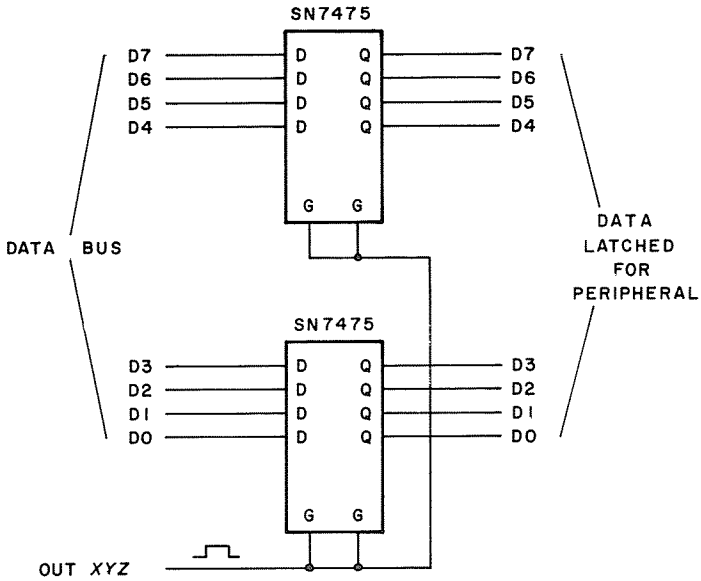 SN7475
D7 D Q D7
D6 D Q D6
D5 D Q D5
D4 D Q D4
G G
DATA BUS
DATA
LATCHED
FOR
PERIPHERAL
SN7475
D3 D Q D3
D2 D Q D2
D1 D Q D1
D0 D Q D0
G G
OUT XYZ